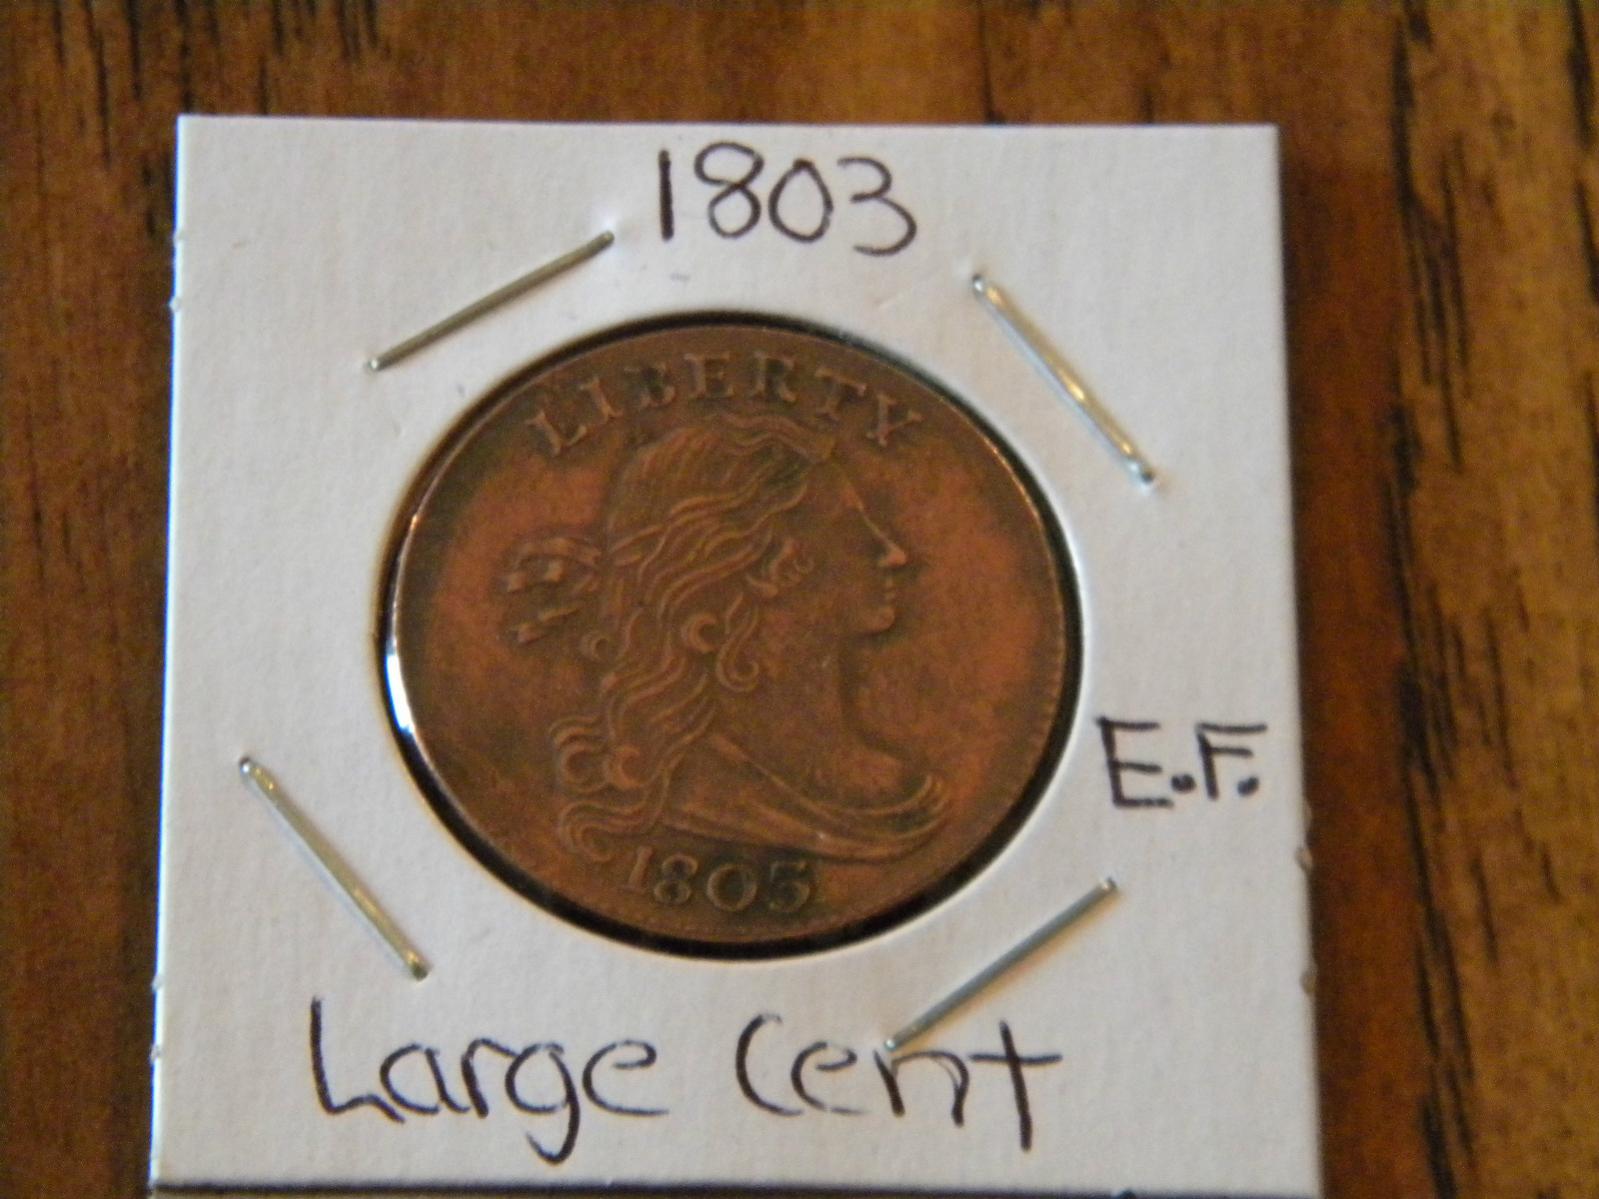 1803
LIBERTY
E.F.
1803
Large Cent